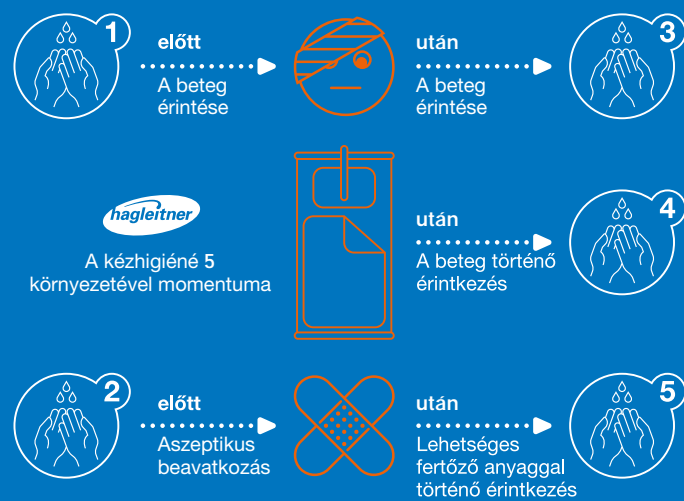 1
előtt
A beteg
érintése
után
A beteg
érintése
3
hagleitner
A kézhigiéné 5
környezetével momentuma
után
A beteg történő
érintkezés
4
2
előtt
Aszeptikus
beavatkozás
után
Lehetséges
fertőző anyaggal
történő érintkezés
5